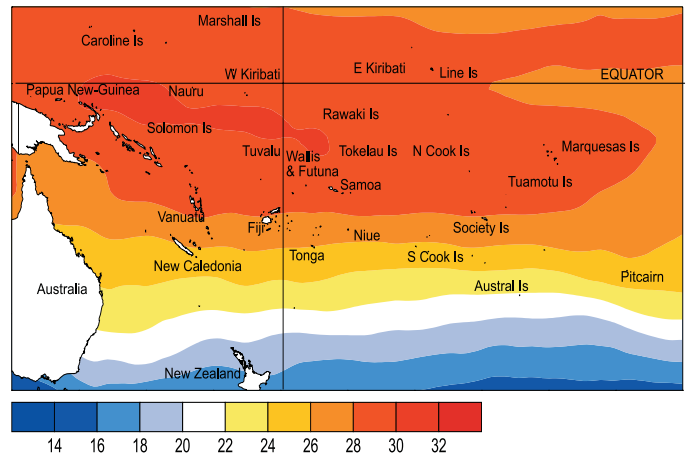 Marshall Is
Caroline Is
W Kiribati
E Kiribati
Line Is
EQUATOR
Papua New-Guinea
Nauru
Rawaki Is
Solomon Is
Tuvalu
Wallis
& Futuna
Tokelau Is
N Cook Is
Marquesas Is
Samoa
Tuamotu Is
Vanuatu
Fiji
Niue
Society Is
New Caledonia
Tonga
S Cook Is
Pitcairn
Australia
Austral Is
New Zealand
14 16 18 20 22 24 26 28 30 32